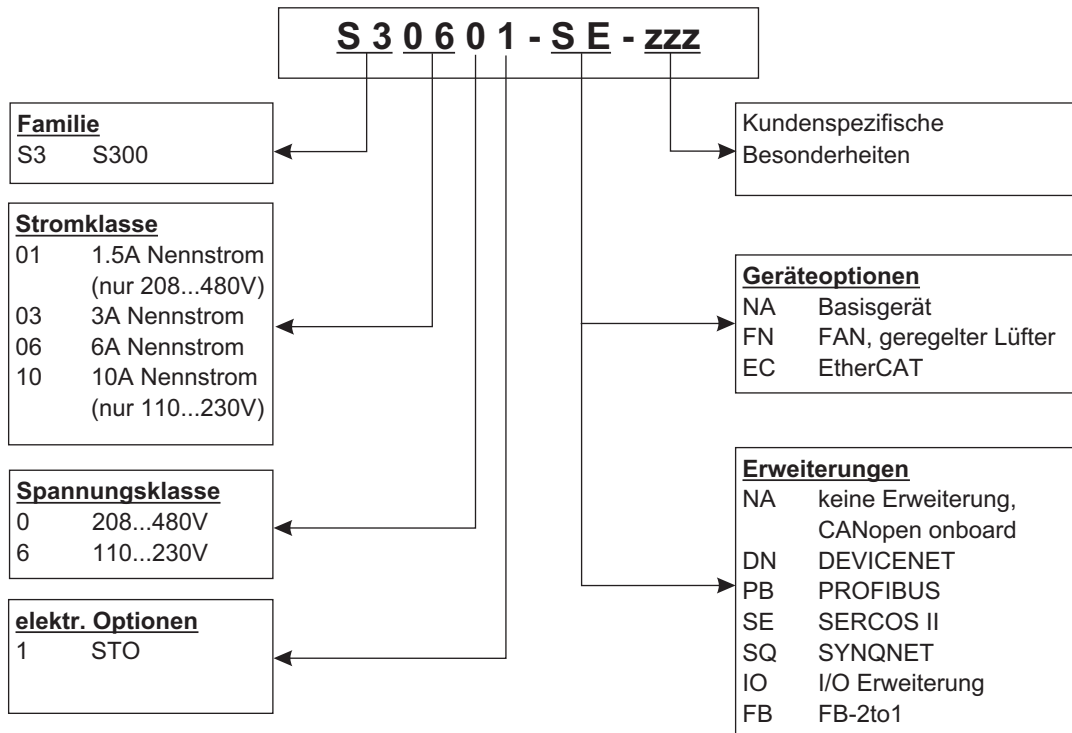 S 3 0 6 0 1 - S E - zzz
Familie
S3 S300
Stromklasse
01 1.5A Nennstrom
(nur 208...480V)
03 3A Nennstrom
06 6A Nennstrom
10 10A Nennstrom
(nur 110...230V)
Spannungsklasse
0 208...480V
6 110...230V
elektr. Optionen
1 STO
Kundenspezifische
Besonderheiten
Geräteoptionen
NA Basisgerät
FN FAN, geregelter Lüfter
EC EtherCAT
Erweiterungen
NA keine Erweiterung,
CANopen onboard
DN DEVICENET
PB PROFIBUS
SE SERCOS II
SQ SYNQNET
IO I/O Erweiterung
FB FB-2to1